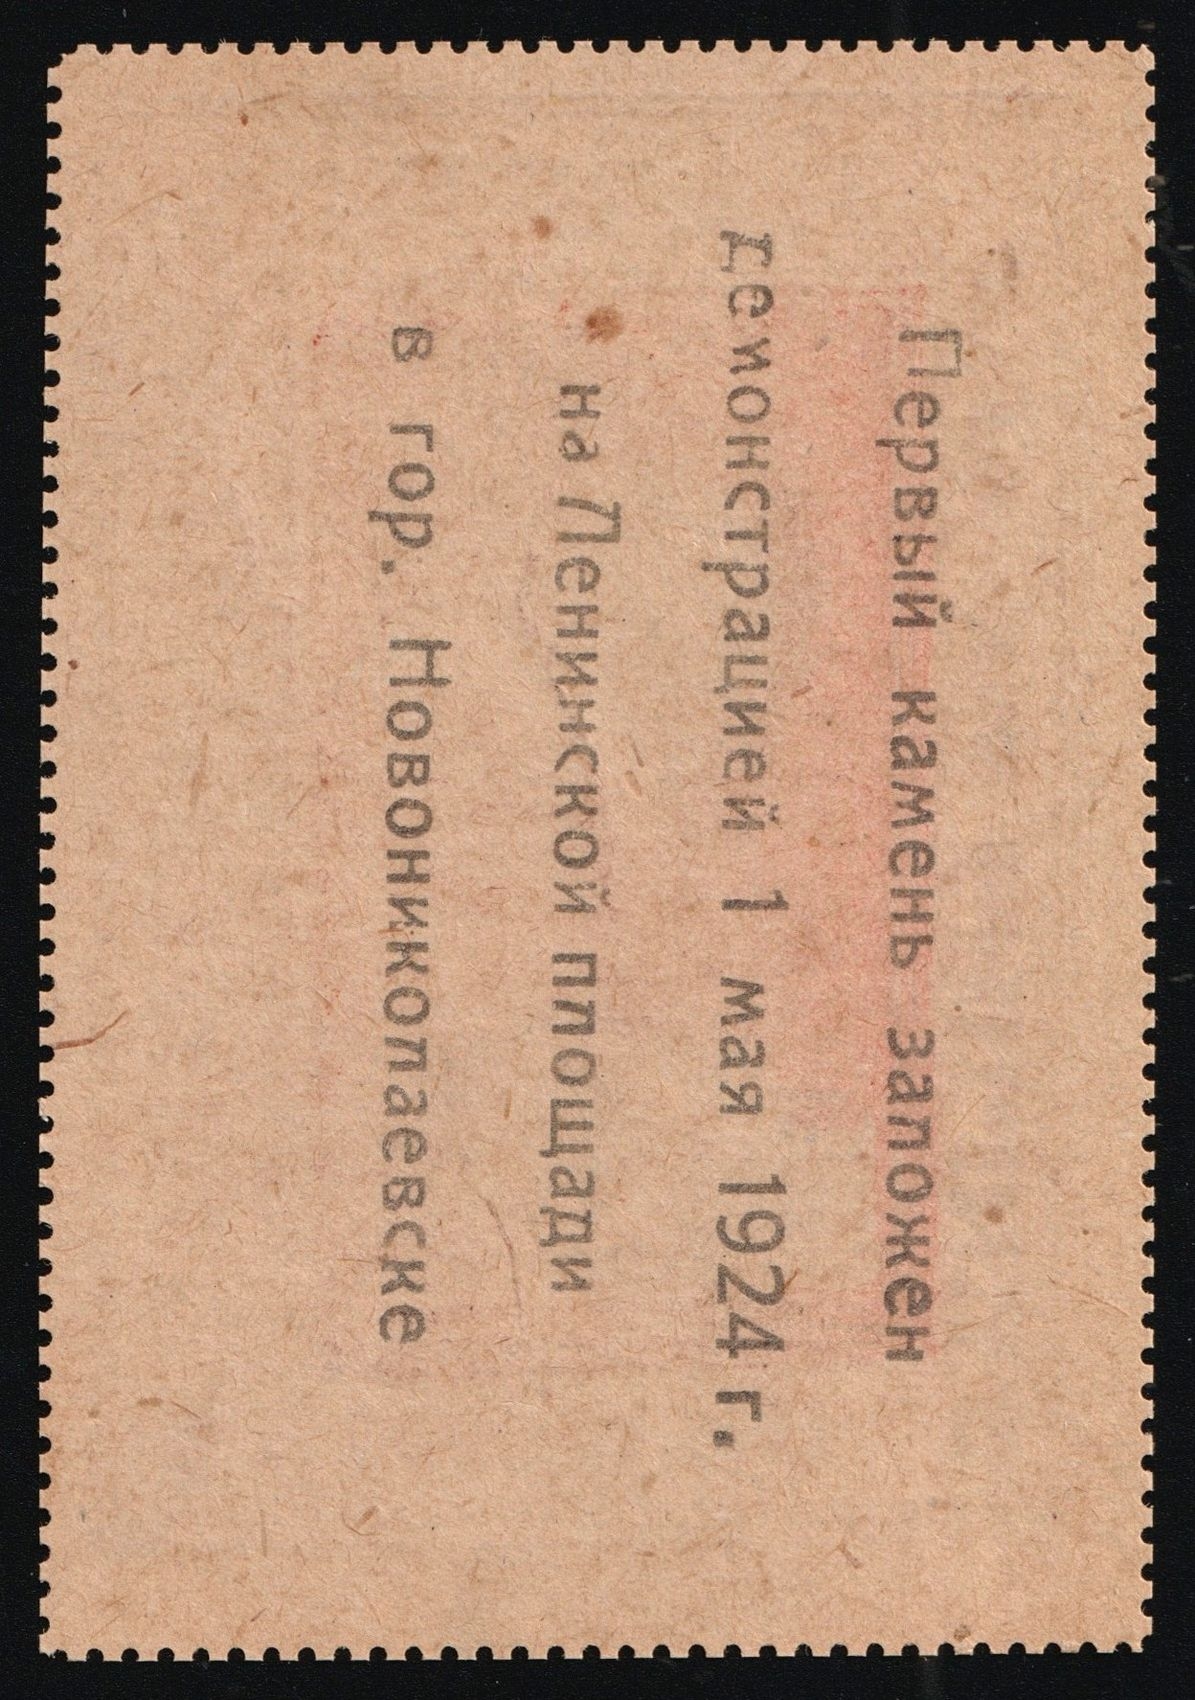 Первый камень заложен
демонстрацией 1 мая 1924 г.
на Ленинской площади
в гор. Новониколаевске